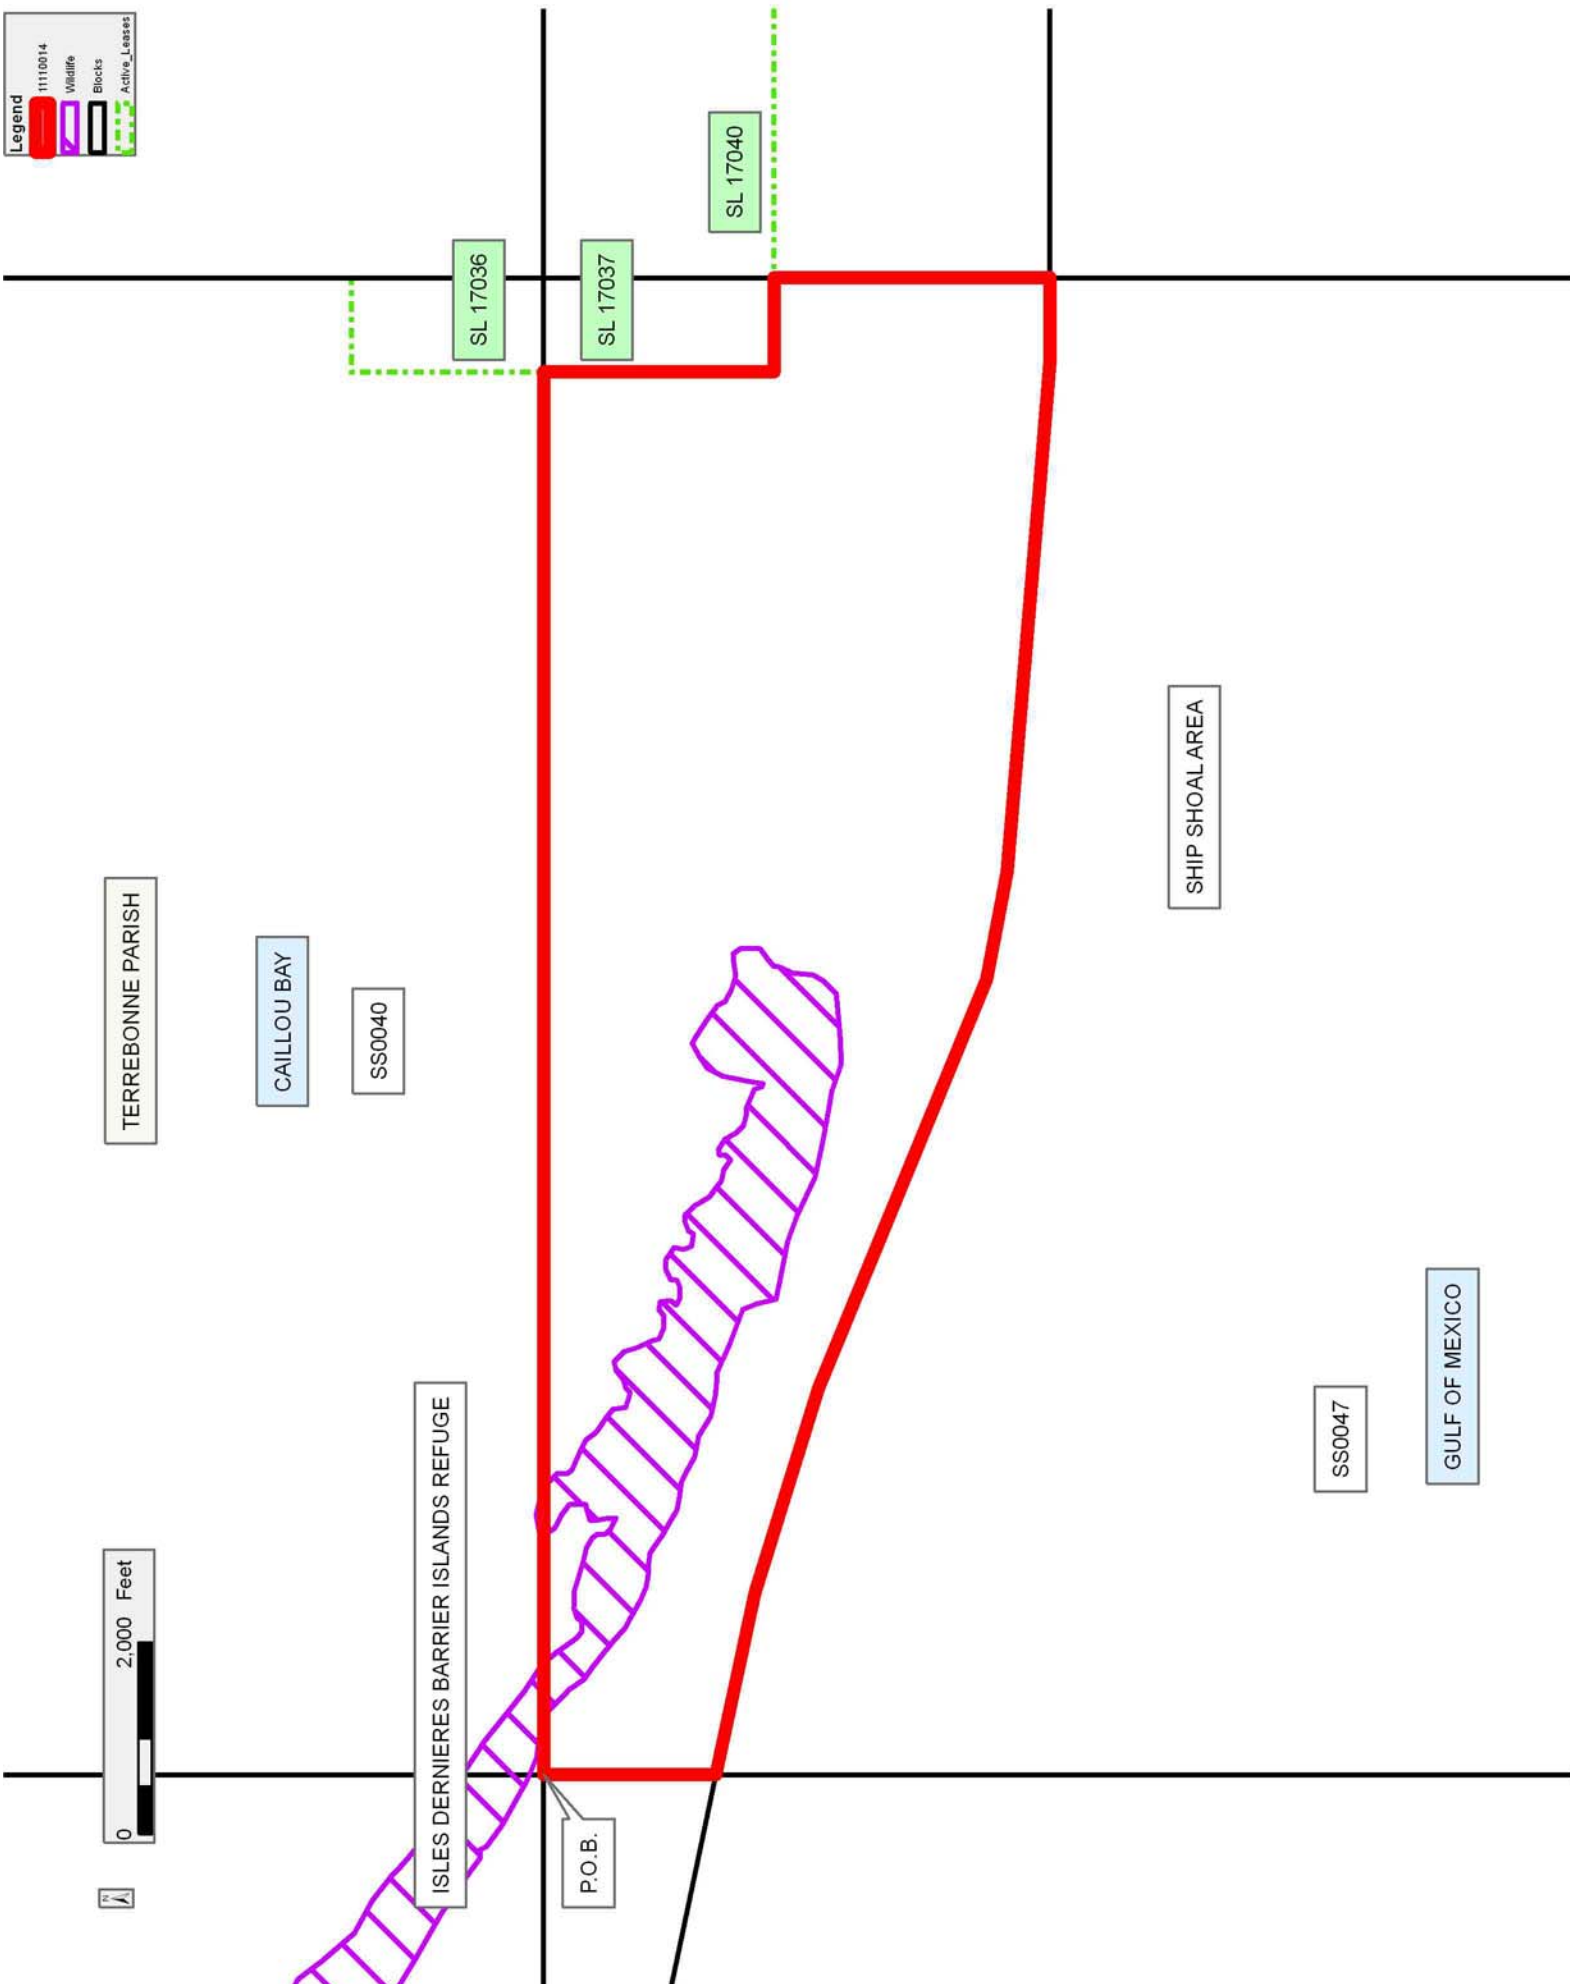 N
0
2,000 Feet
TERREBONNE PARISH
Legend
11110014
Wildlife
Blocks
Active_Leases
CAILLOU BAY
SS0040
ISLES DERNIERES BARRIER ISLANDS REFUGE
SL 17036
P.O.B.
SL 17037
SL 17040
SHIP SHOAL AREA
SS0047
GULF OF MEXICO